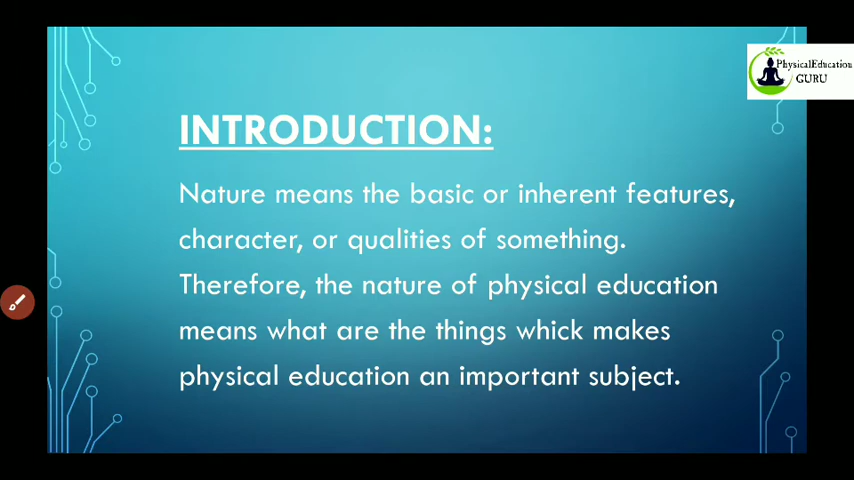 PhysicalEducation
GURU
INTRODUCTION:
Nature means the basic or inherent features,
character, or qualities of something.
Therefore, the nature of physical education
means what are the things whick makes
physical education an important subject.